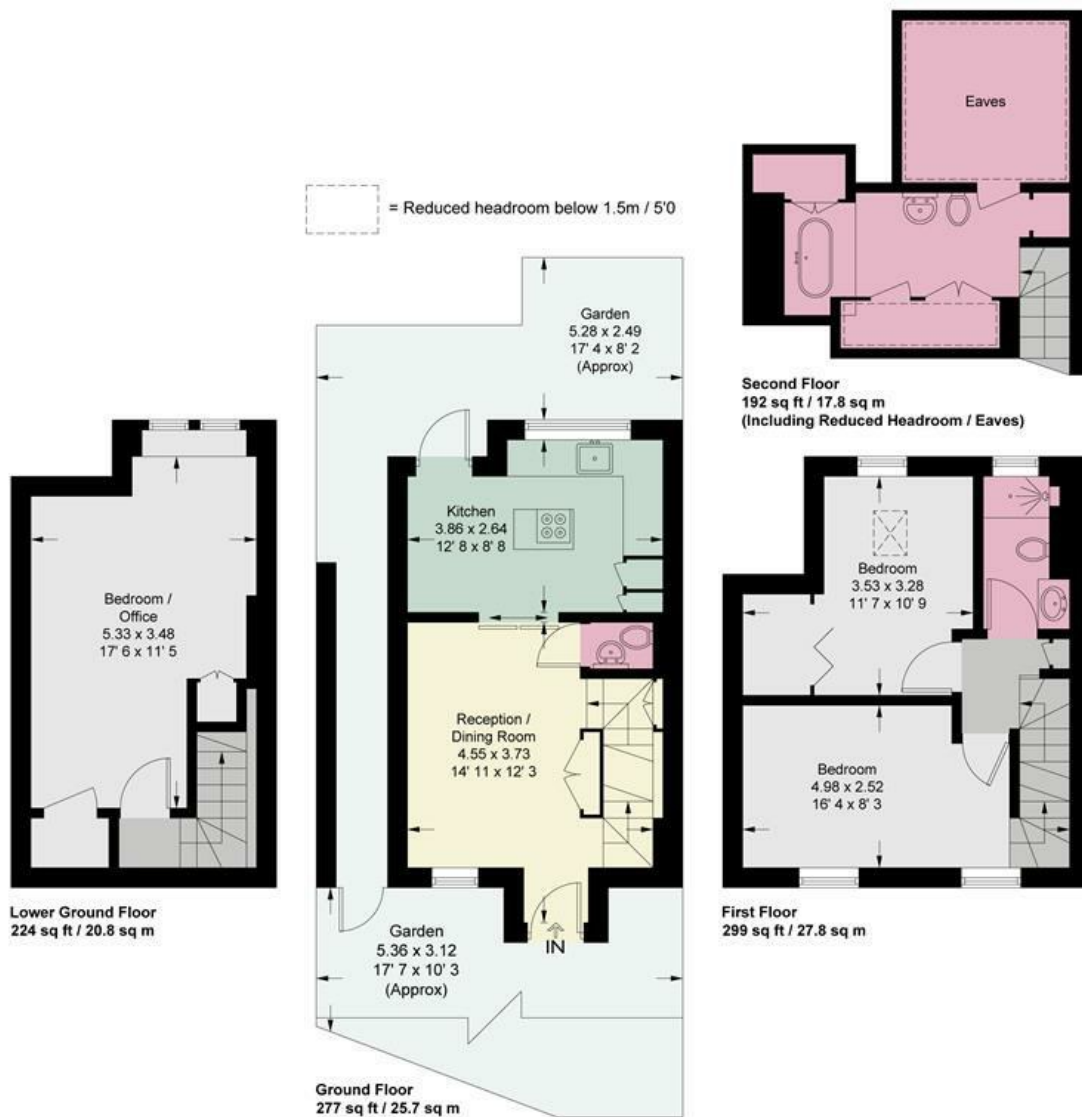 Eaves
= Reduced headroom below 1.5m / 5'0
Second Floor
192 sq ft / 17.8 sq m
(Including Reduced Headroom / Eaves)
Garden
5.28 x 2.49
17' 4 x 8' 2
(Approx)
Kitchen
3.86 x 2.64
12' 8 x 8' 8
Bedroom /
Office
5.33 x 3.48
17' 6 x 11' 5
Reception /
Dining Room
4.55 x 3.73
14' 11 x 12' 3
Bedroom
3.53 x 3.28
11' 7 x 10' 9
Bedroom
4.98 x 2.52
16' 4 x 8' 3
Lower Ground Floor
224 sq ft / 20.8 sq m
IN
Garden
5.36 x 3.12
17' 7 x 10' 3
(Approx)
First Floor
299 sq ft / 27.8 sq m
Ground Floor
277 sq ft / 25.7 sq m